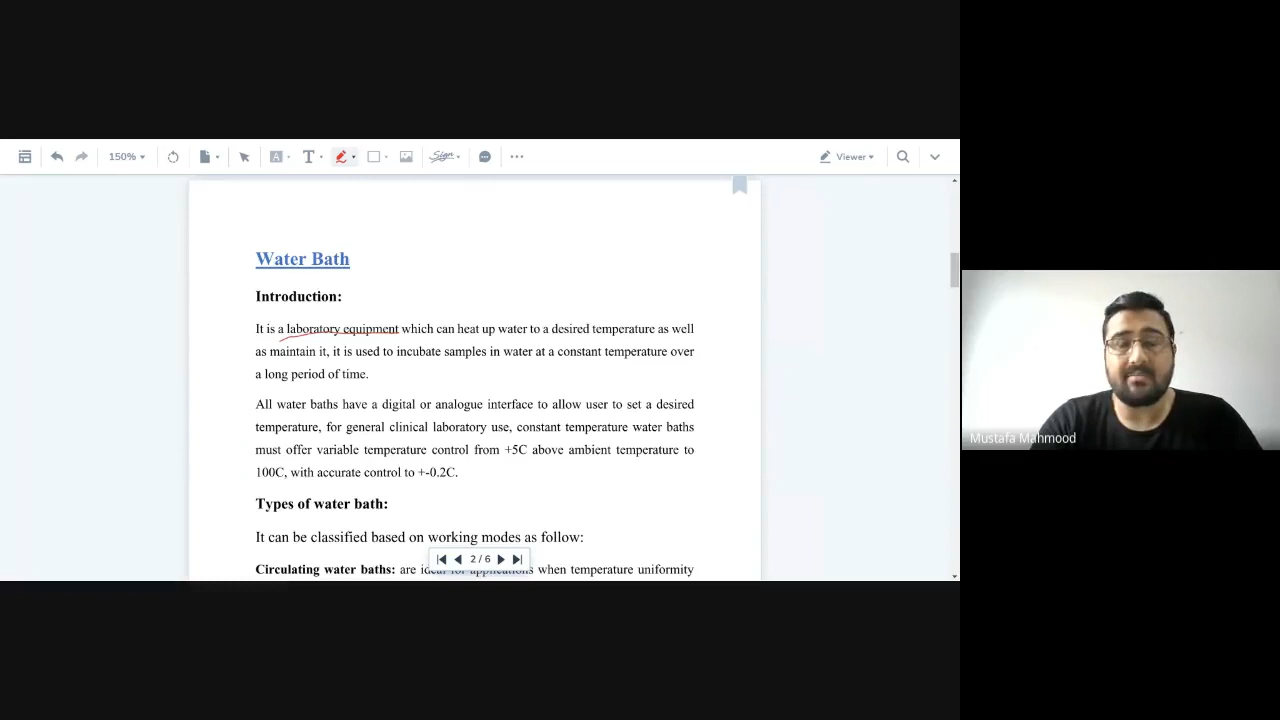 150%
T
Sign
Viewer
Water Bath
Introduction:
It is a laboratory equipment which can heat up water to a desired temperature as well
as maintain it, it is used to incubate samples in water at a constant temperature over
a long period of time.
All water baths have a digital or analogue interface to allow user to set a desired
temperature, for general clinical laboratory use, constant temperature water baths
must offer variable temperature control from +5C above ambient temperature to
100C, with accurate control to +-0.2C.
Types of water bath:
It can be classified based on working modes as follow:
2 / 6
Circulating water baths: are ideal for applications when temperature uniformity
Mustafa Mahmood